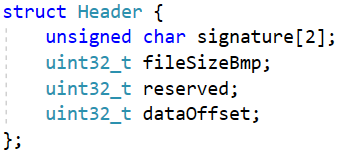 struct Header {
    unsigned char signature[2];
    uint32_t fileSizeBmp;
    uint32_t reserved;
    uint32_t dataOffset;
};